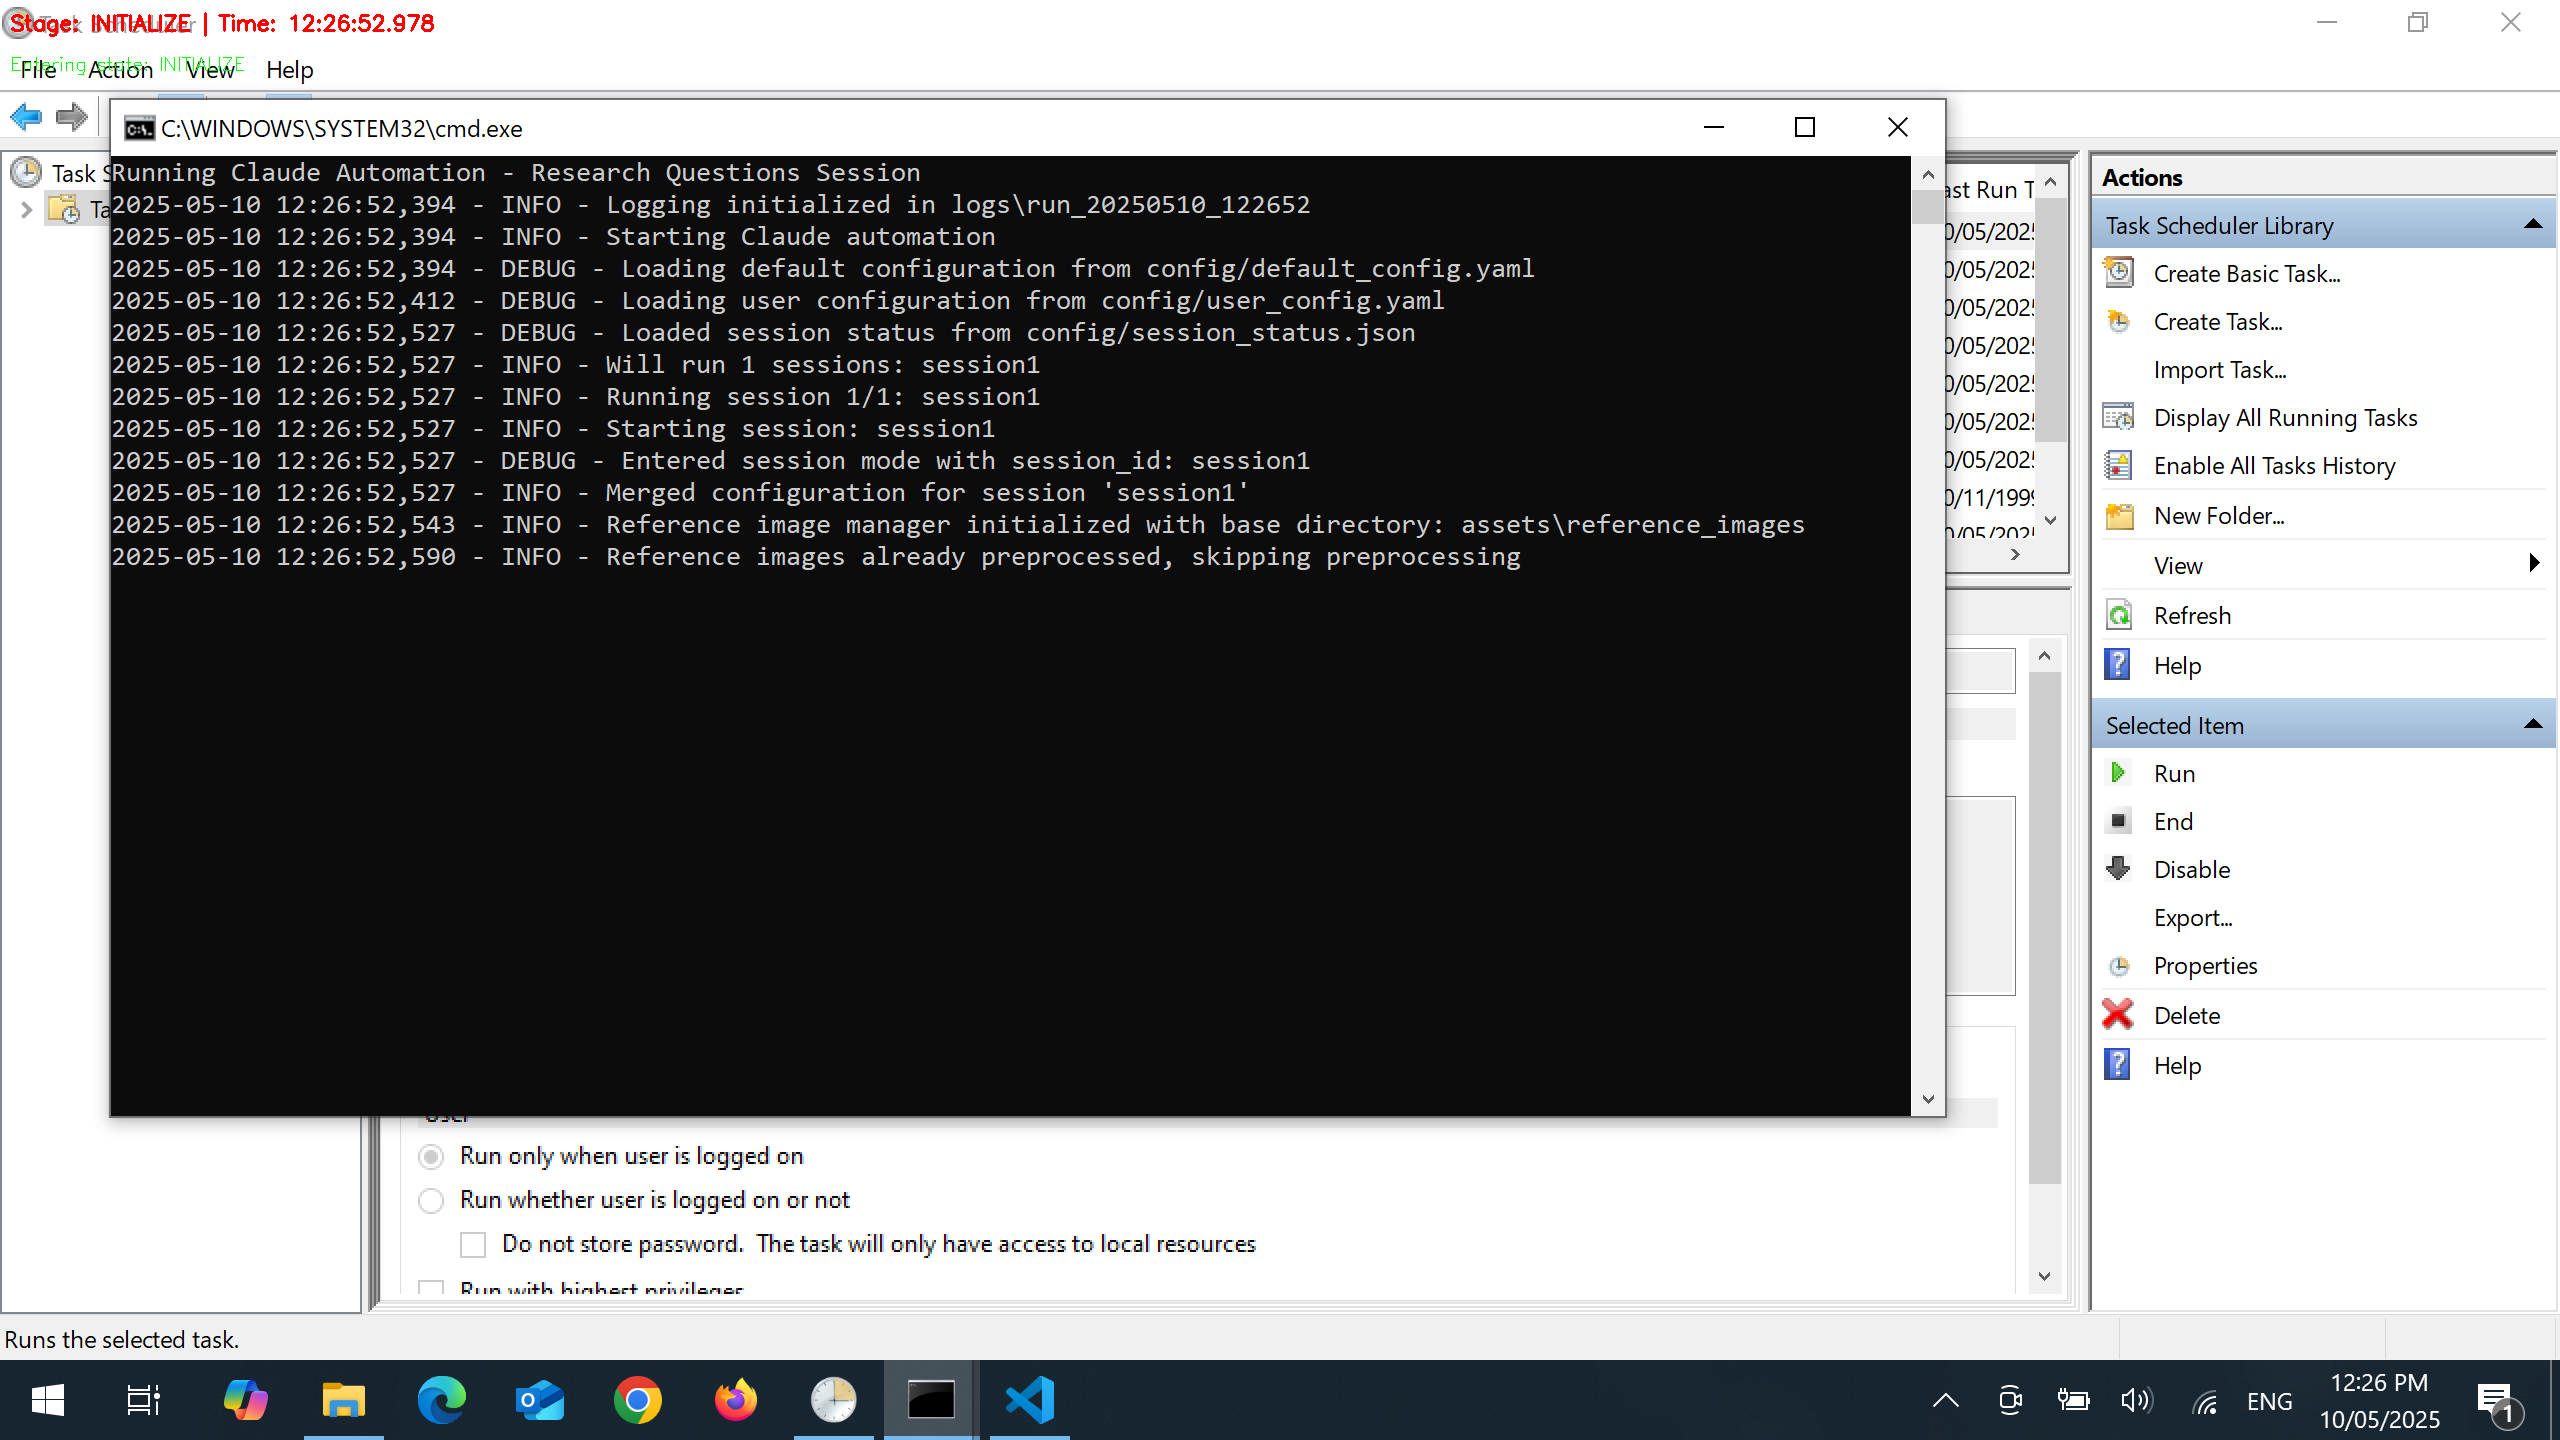 Stage: INITIALIZE | Time: 12:26:52.978
Task Scheduler
Entering state: INITIALIZE
File Action View Help
C:\WINDOWS\SYSTEM32\cmd.exe
Running Claude Automation - Research Questions Session
2025-05-10 12:26:52,394 - INFO - Logging initialized in logs\run_20250510_122652
2025-05-10 12:26:52,394 - INFO - Starting Claude automation
2025-05-10 12:26:52,394 - DEBUG - Loading default configuration from config/default_config.yaml
2025-05-10 12:26:52,412 - DEBUG - Loading user configuration from config/user_config.yaml
2025-05-10 12:26:52,527 - DEBUG - Loaded session status from config/session_status.json
2025-05-10 12:26:52,527 - INFO - Will run 1 sessions: session1
2025-05-10 12:26:52,527 - INFO - Running session 1/1: session1
2025-05-10 12:26:52,527 - INFO - Starting session: session1
2025-05-10 12:26:52,527 - DEBUG - Entered session mode with session_id: session1
2025-05-10 12:26:52,527 - INFO - Merged configuration for session 'session1'
2025-05-10 12:26:52,543 - INFO - Reference image manager initialized with base directory: assets\reference_images
2025-05-10 12:26:52,590 - INFO - Reference images already preprocessed, skipping preprocessing
Task S
Ta
ast Run T
0/05/202
0/05/202
0/05/202
0/05/202
0/05/202
0/05/202
0/05/202
0/11/199
0/05/202
Run only when user is logged on
Run whether user is logged on or not
Do not store password. The task will only have access to local resources
Run with highest privileges
Actions
Task Scheduler Library
Create Basic Task...
Create Task...
Import Task...
Display All Running Tasks
Enable All Tasks History
New Folder...
View
Refresh
Help
Selected Item
Run
End
Disable
Export...
Properties
Delete
Help
Runs the selected task.
ENG
12:26 PM
10/05/2025
1